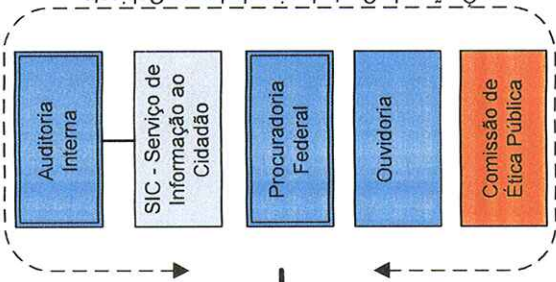 Auditoria
Interna
SIC - Serviço de
Informação ao
Cidadão
Procuradoria
Federal
Ouvidoria
Comissão de
Ética Pública